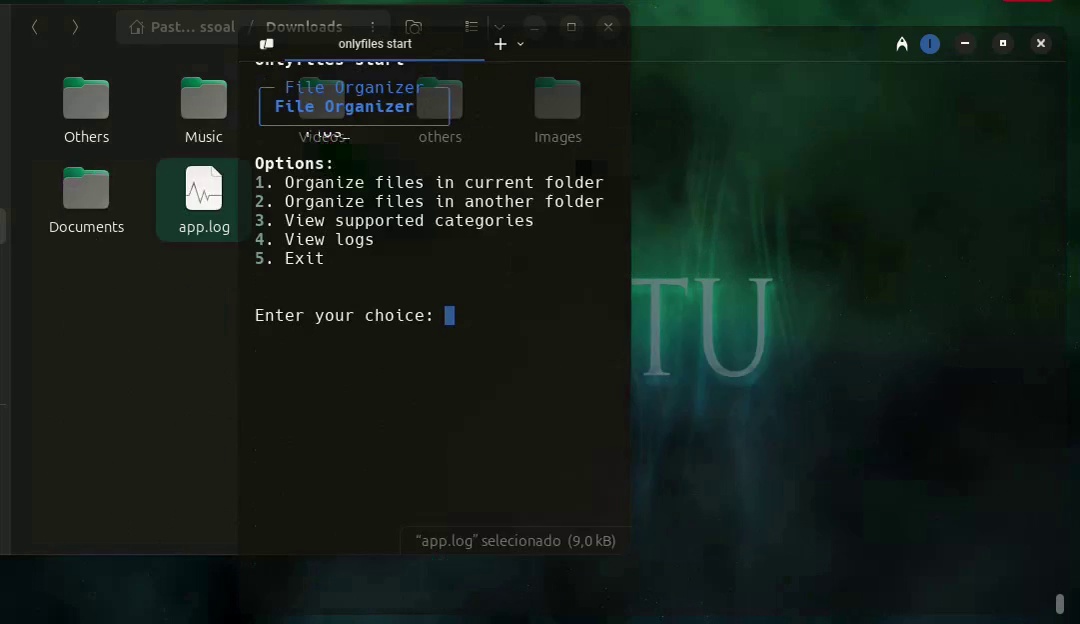 Past... ssoal / Downloads
onlyfiles start
onlyfiles start
File Organizer
File Organizer
Others
Music
Videos
others
Images
Options:
1. Organize files in current folder
2. Organize files in another folder
3. View supported categories
4. View logs
5. Exit
Documents
app.log
Enter your choice:
TU
“app.log” selecionado (9,0 kB)